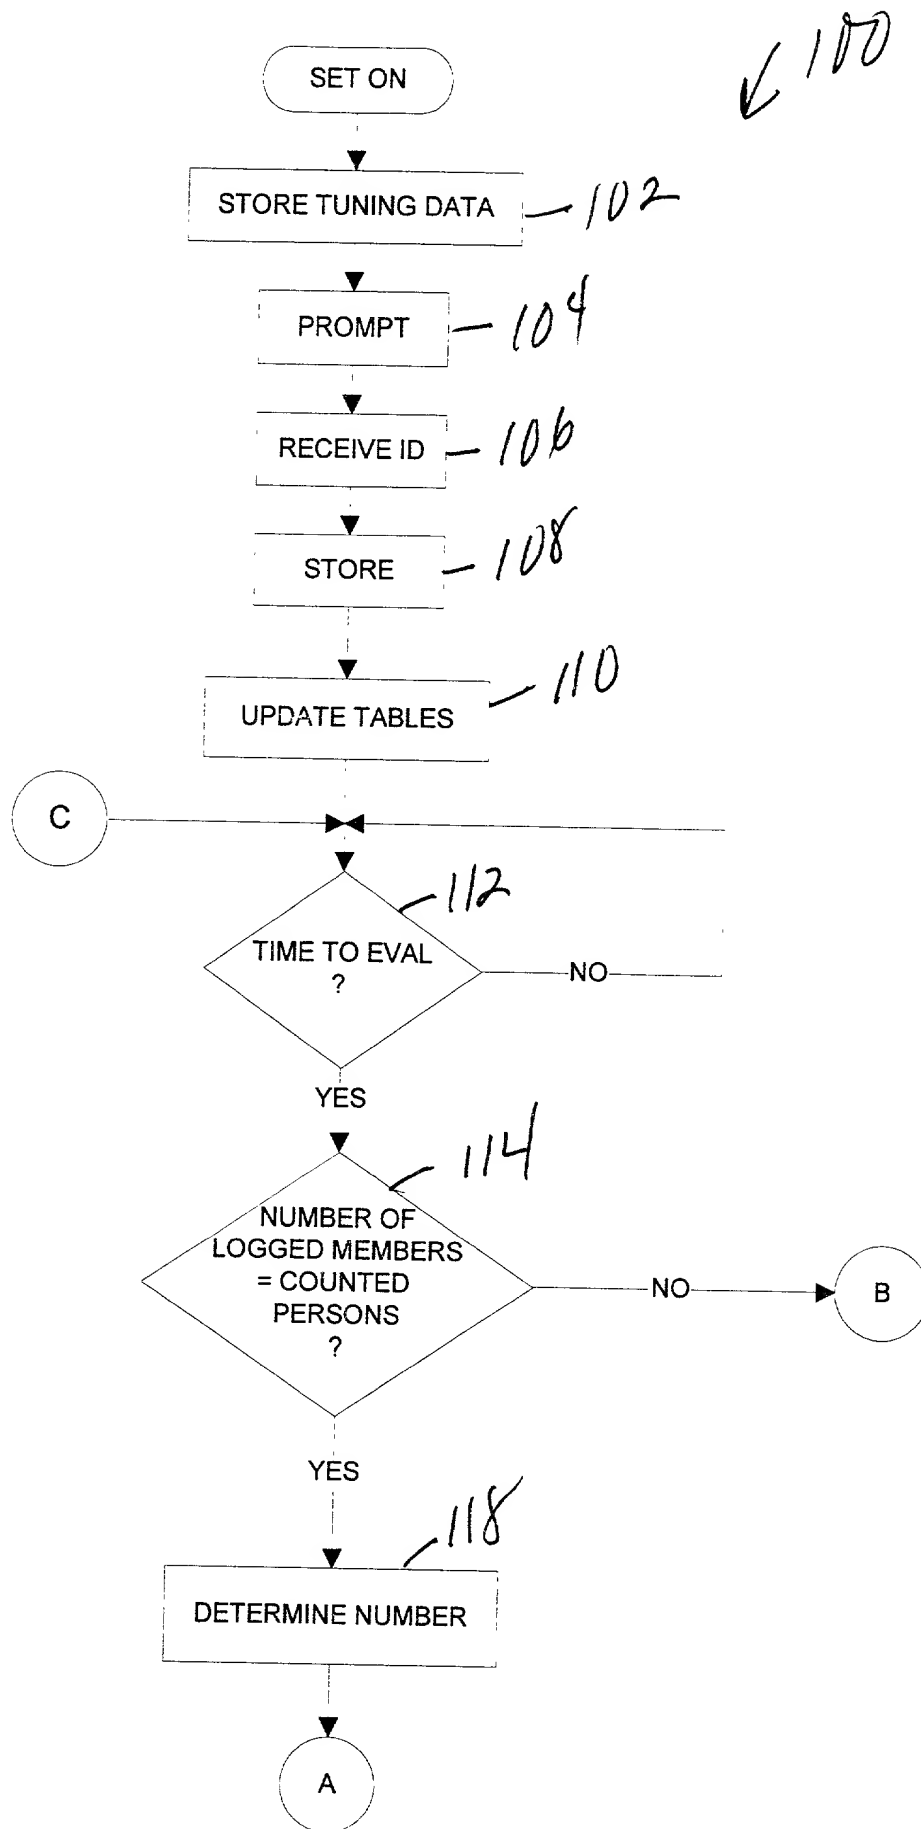 100
SET ON
STORE TUNING DATA
102
PROMPT
104
RECEIVE ID
106
STORE
108
UPDATE TABLES
110
C
112
TIME TO EVAL
?
NO
YES
114
NUMBER OF
LOGGED MEMBERS
= COUNTED
PERSONS
?
NO
B
YES
118
DETERMINE NUMBER
A